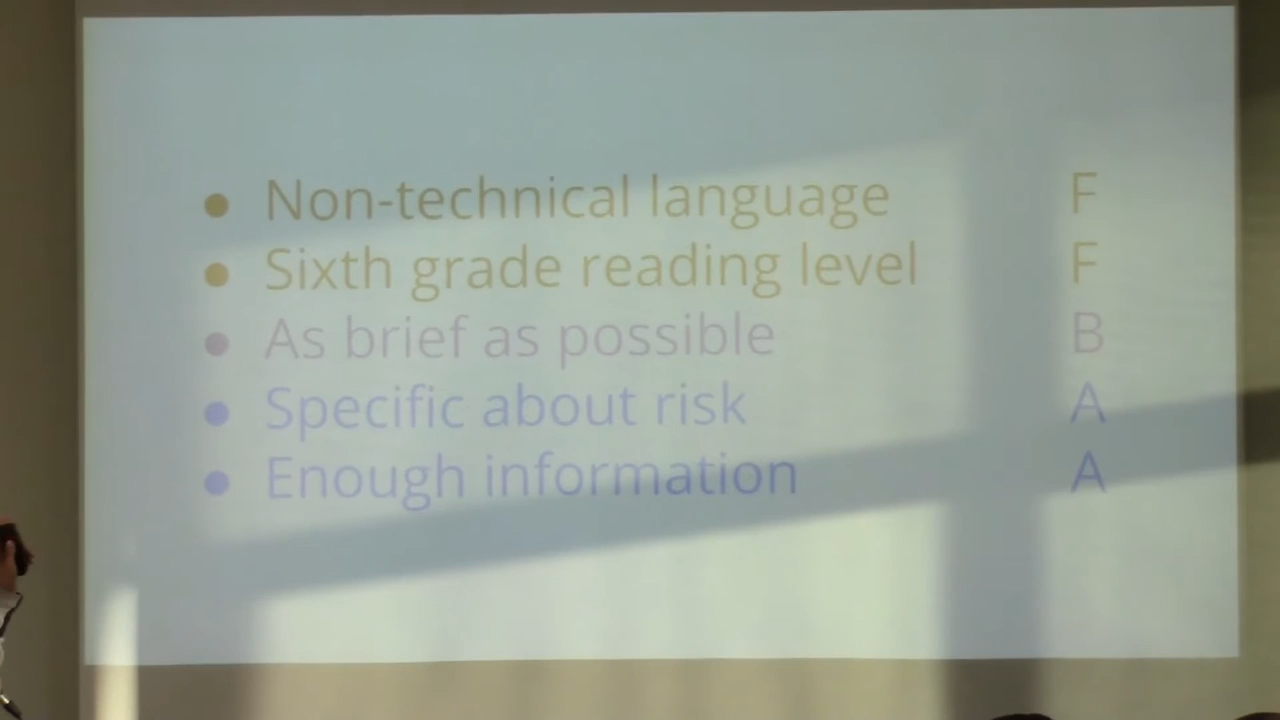 ● Non-technical language F
● Sixth grade reading level F
● As brief as possible B
● Specific about risk A
● Enough information A